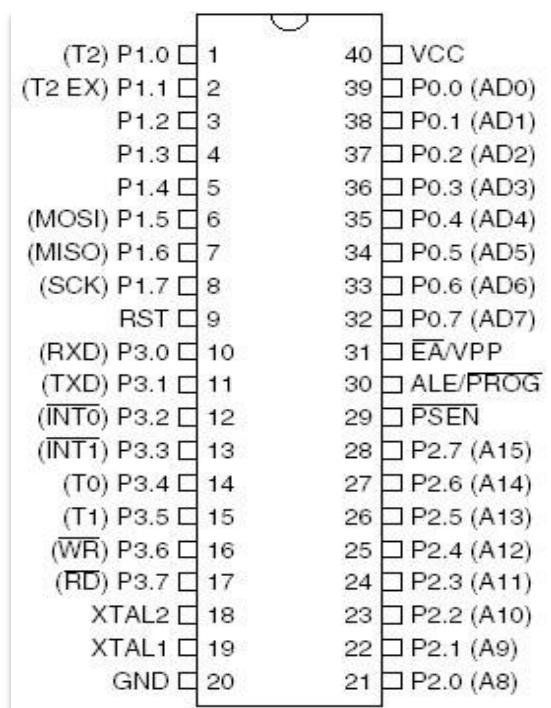 (T2) P1.0 1 40 VCC
(T2 EX) P1.1 2 39 P0.0 (AD0)
P1.2 3 38 P0.1 (AD1)
P1.3 4 37 P0.2 (AD2)
P1.4 5 36 P0.3 (AD3)
(MOSI) P1.5 6 35 P0.4 (AD4)
(MISO) P1.6 7 34 P0.5 (AD5)
(SCK) P1.7 8 33 P0.6 (AD6)
RST 9 32 P0.7 (AD7)
(RXD) P3.0 10 31 E̅A̅/VPP
(TXD) P3.1 11 30 ALE/P̅R̅O̅G̅
(I̅N̅T̅0̅) P3.2 12 29 P̅S̅E̅N̅
(I̅N̅T̅1̅) P3.3 13 28 P2.7 (A15)
(T0) P3.4 14 27 P2.6 (A14)
(T1) P3.5 15 26 P2.5 (A13)
(W̅R̅) P3.6 16 25 P2.4 (A12)
(R̅D̅) P3.7 17 24 P2.3 (A11)
XTAL2 18 23 P2.2 (A10)
XTAL1 19 22 P2.1 (A9)
GND 20 21 P2.0 (A8)